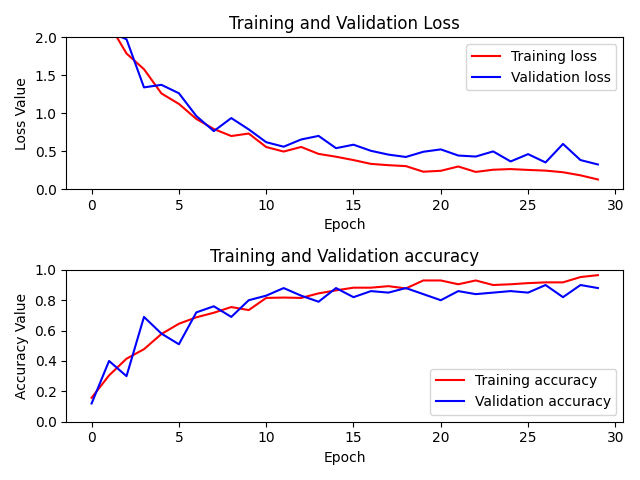 Training and Validation Loss
2.0
1.5
1.0
0.5
0.0
Loss Value
Training loss
Validation loss
0 5 10 15 20 25 30
Epoch
Training and Validation accuracy
1.0
0.8
0.6
0.4
0.2
0.0
Accuracy Value
Training accuracy
Validation accuracy
0 5 10 15 20 25 30
Epoch